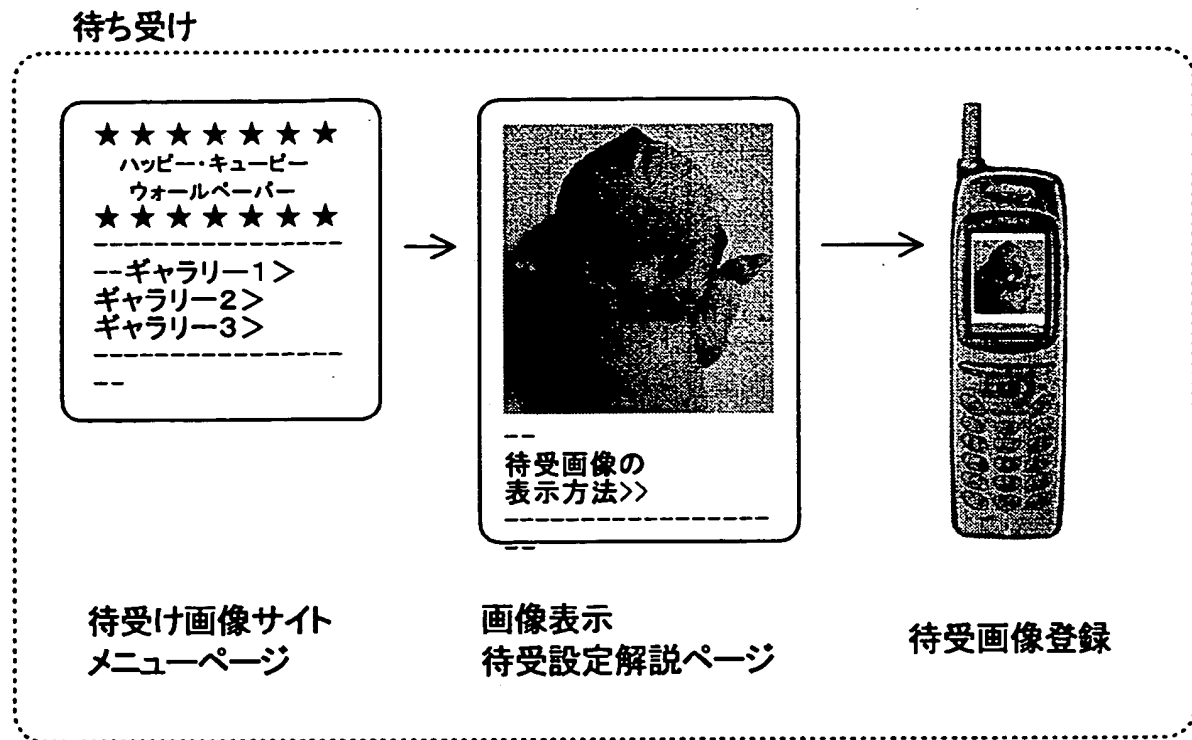 待ち受け
★★★★★★★
ハッピー・キューピー
ウォールペーパー
★★★★★★★
--ギャラリー1>
ギャラリー2>
ギャラリー3>
--
--
待受画像の
表示方法>>
--
待受け画像サイト
メニューページ
画像表示
待受設定解説ページ
待受画像登録